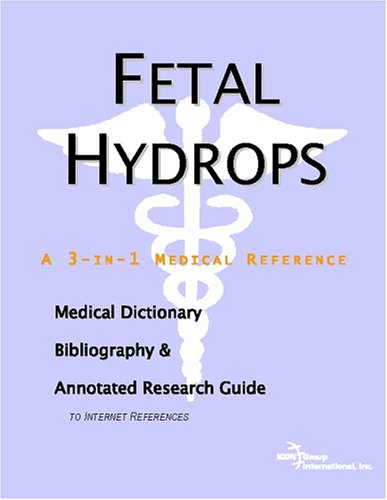 FETAL
HYDROPS
A 3-IN-1 MEDICAL REFERENCE
Medical Dictionary
Bibliography &
Annotated Research Guide
TO INTERNET REFERENCES
ICON Group
International, Inc.